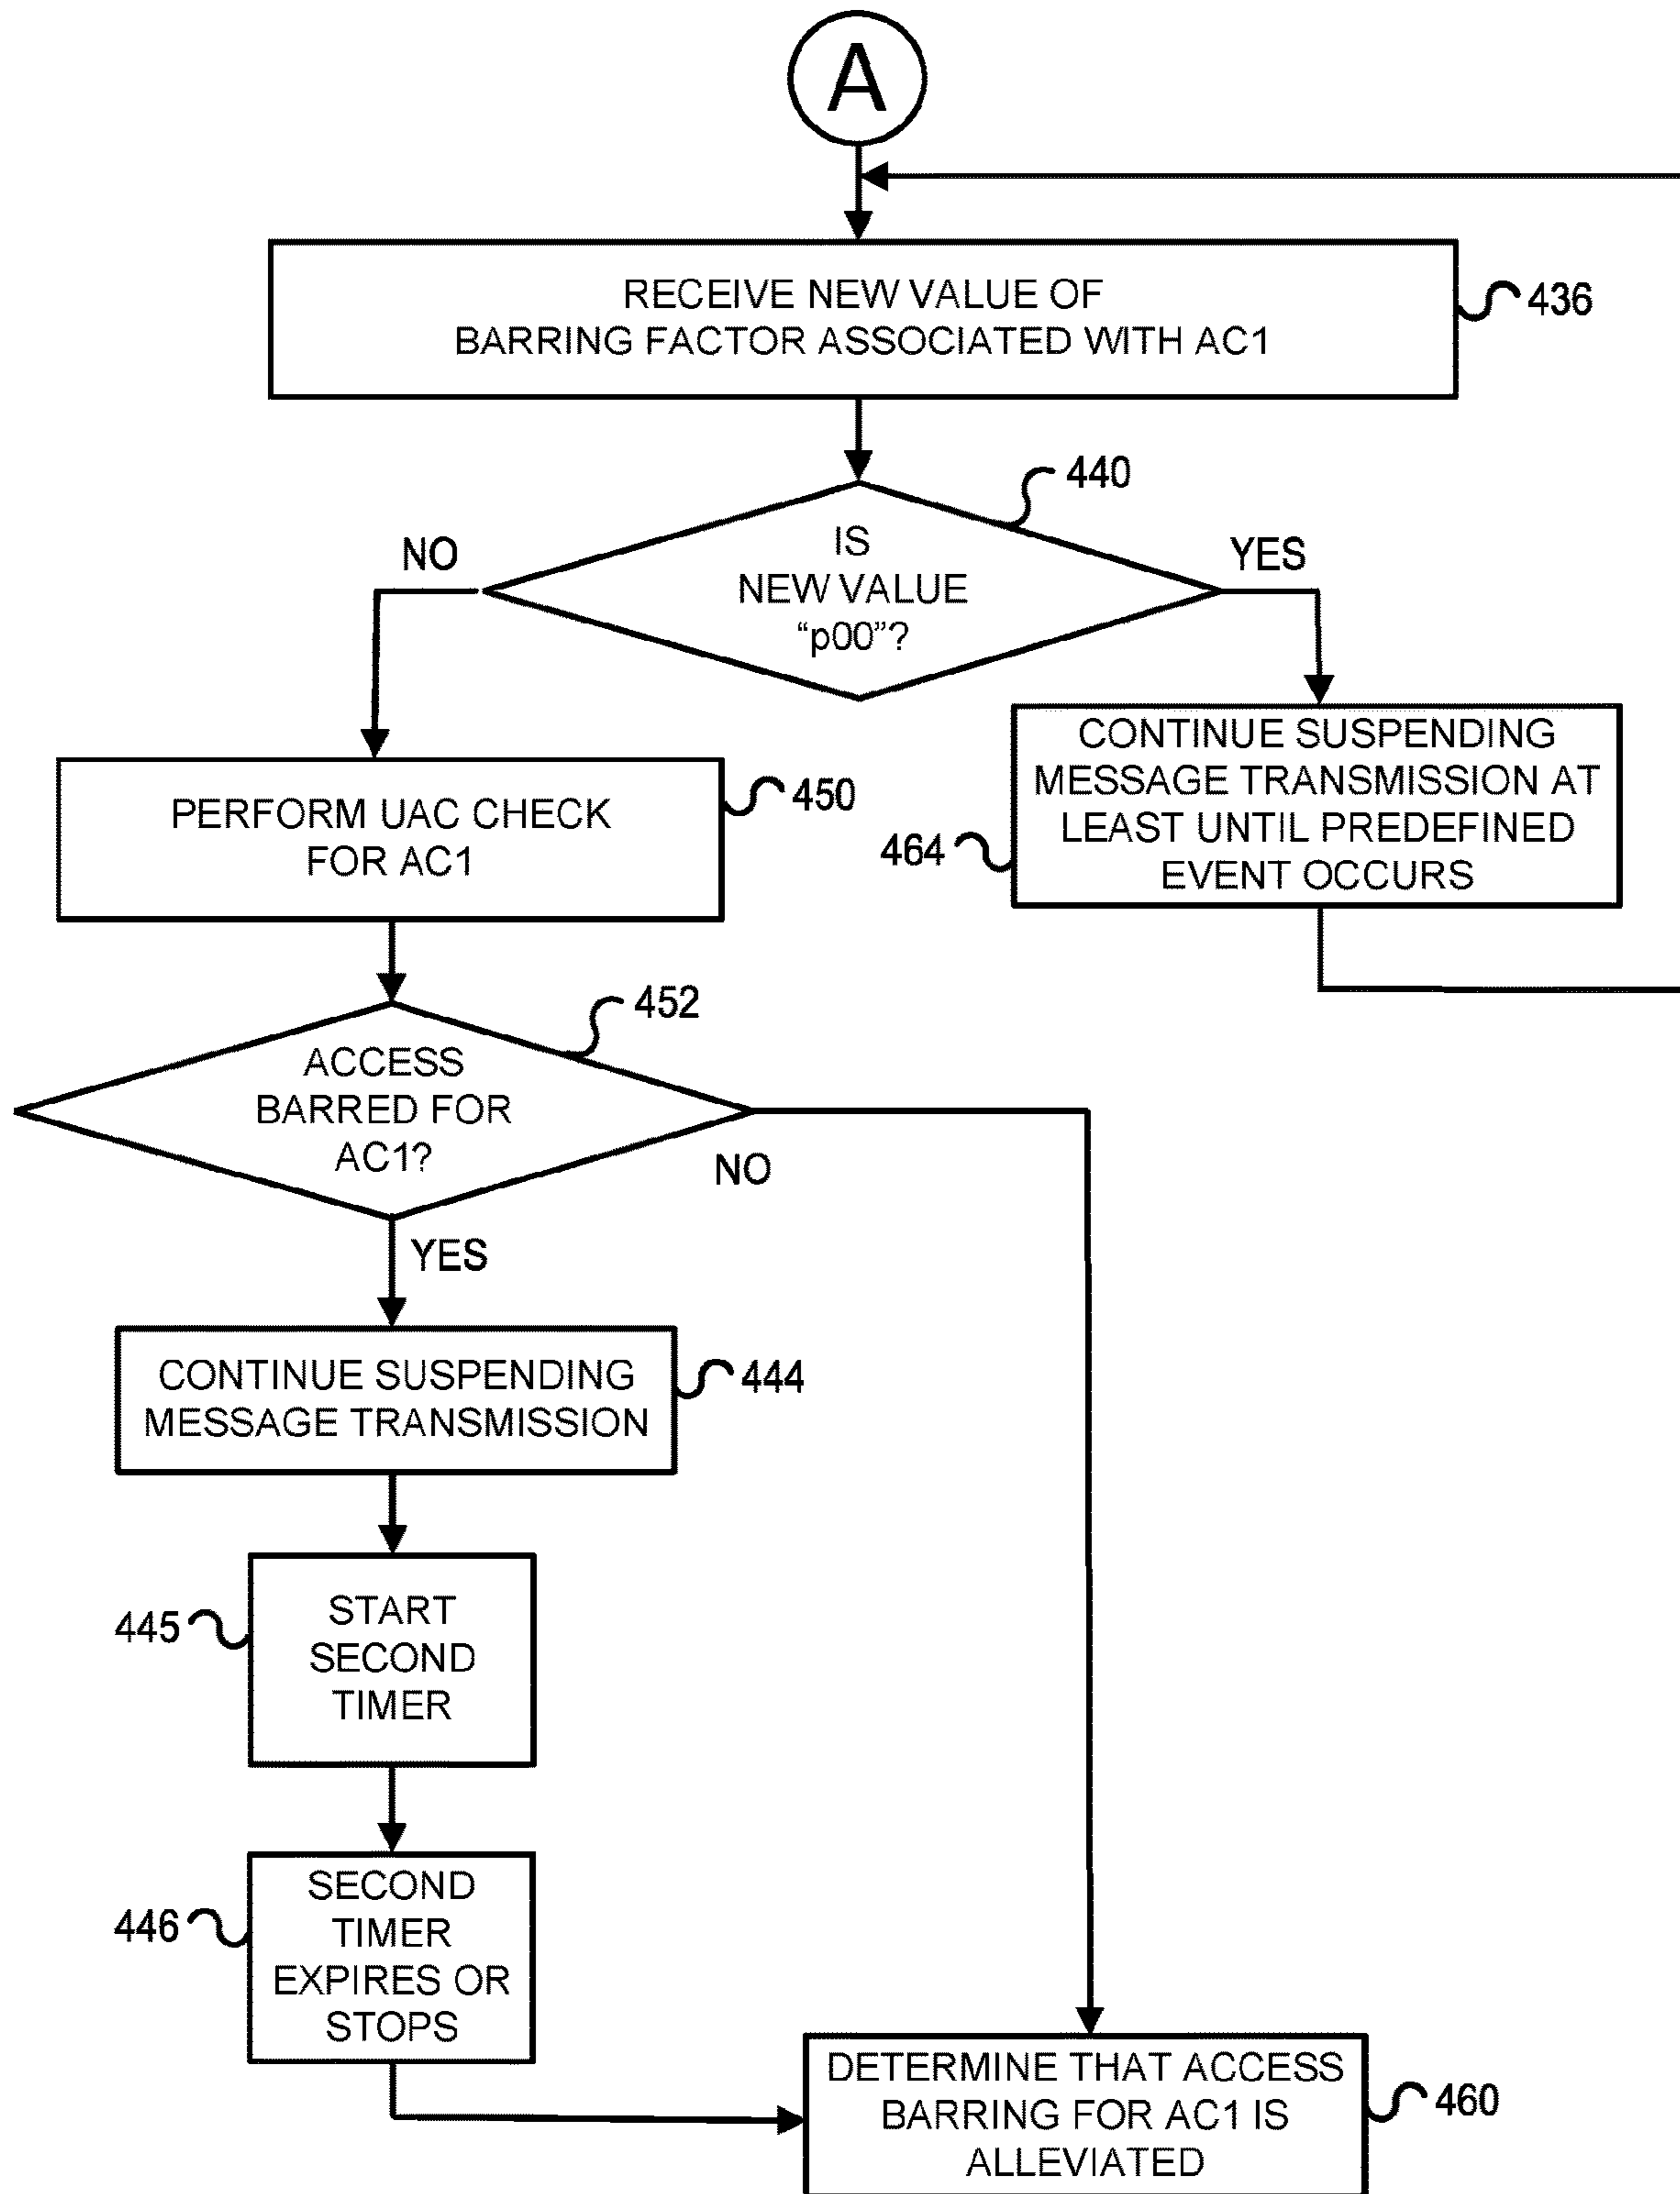 A
RECEIVE NEW VALUE OF
BARRING FACTOR ASSOCIATED WITH AC1
436
440
IS
NEW VALUE
“p00”?
NO
YES
CONTINUE SUSPENDING
MESSAGE TRANSMISSION AT
LEAST UNTIL PREDEFINED
EVENT OCCURS
464
PERFORM UAC CHECK
FOR AC1
450
452
ACCESS
BARRED FOR
AC1?
NO
YES
CONTINUE SUSPENDING
MESSAGE TRANSMISSION
444
START
SECOND
TIMER
445
SECOND
TIMER
EXPIRES OR
STOPS
446
DETERMINE THAT ACCESS
BARRING FOR AC1 IS
ALLEVIATED
460